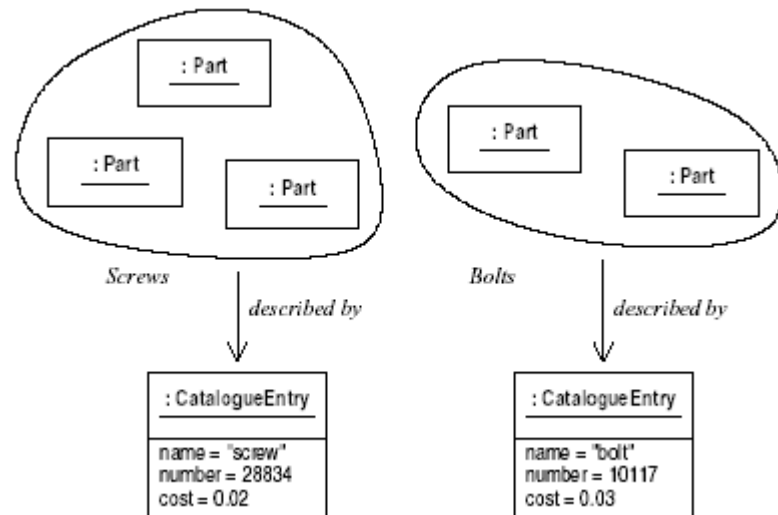 : Part
: Part
: Part
: Part
: Part
Screws
Bolts
described by
described by
: CatalogueEntry
name = "screw"
number = 28834
cost = 0.02
: CatalogueEntry
name = "bolt"
number = 10117
cost = 0.03